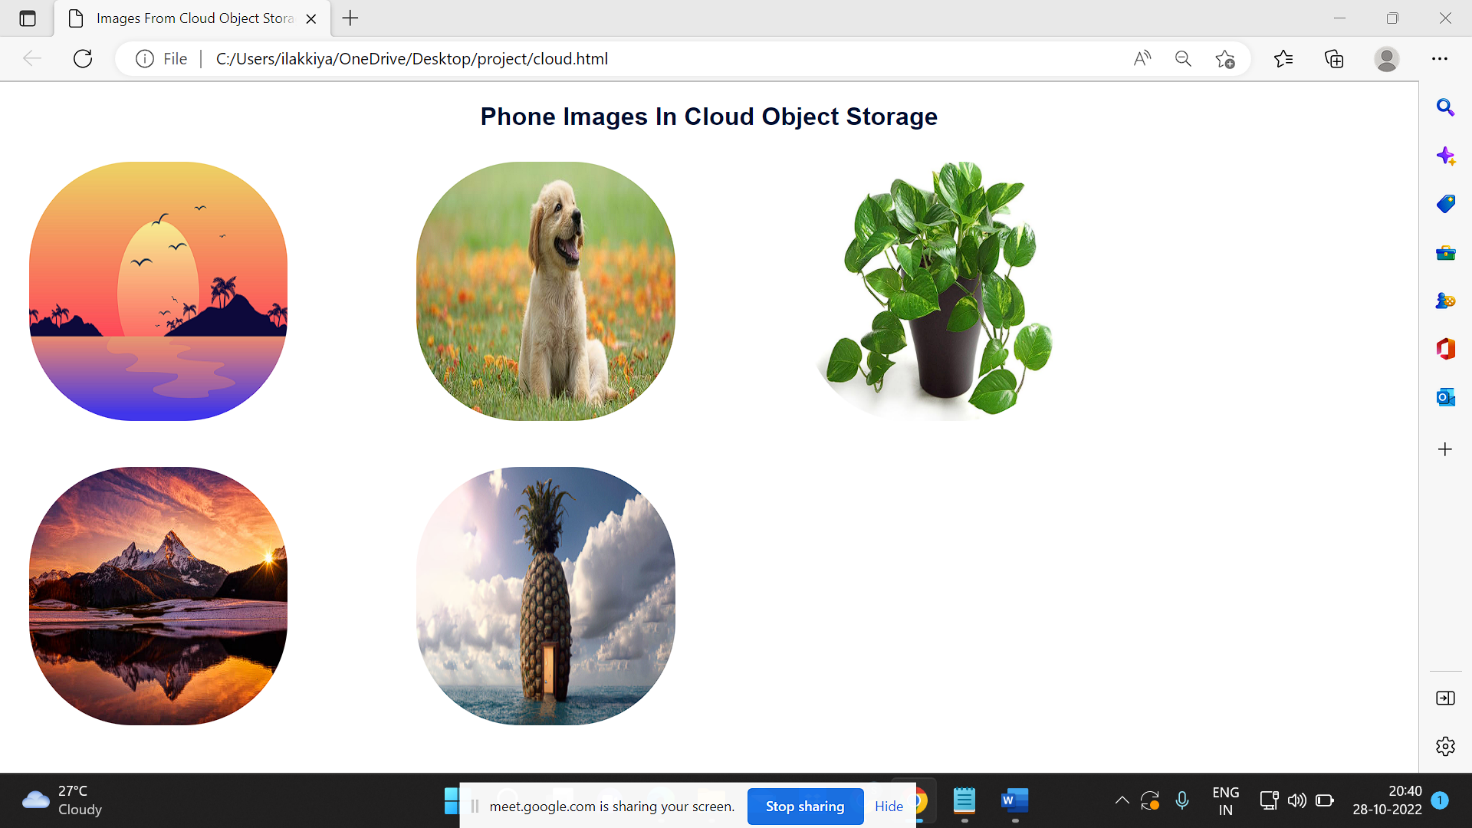 Images From Cloud Object Stora
File
C:/Users/ilakkiya/OneDrive/Desktop/project/cloud.html
Phone Images In Cloud Object Storage
27°C
Cloudy
meet.google.com is sharing your screen.
Stop sharing
Hide
ENG
IN
20:40
28-10-2022
1